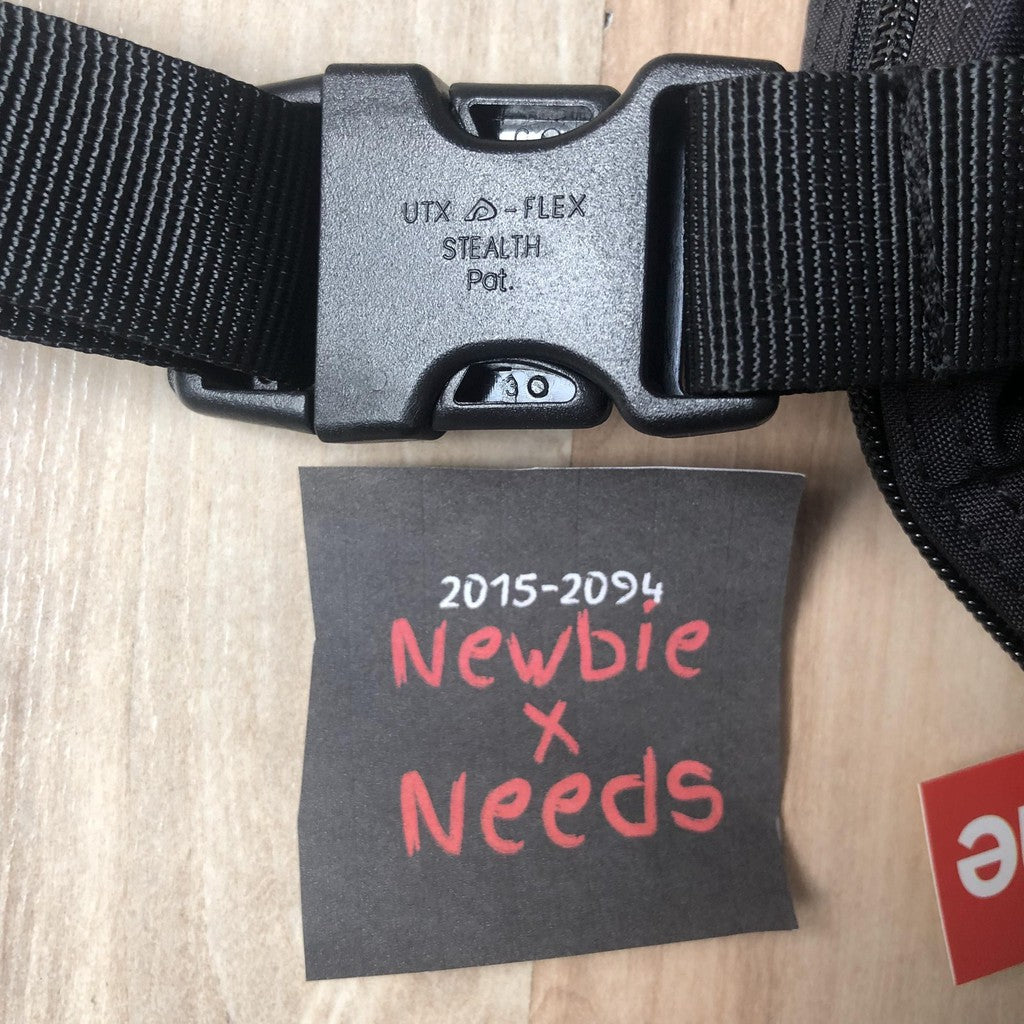 UTX -FLEX
STEALTH
Pat.
30
2015-2094
Newbie
x
Needs